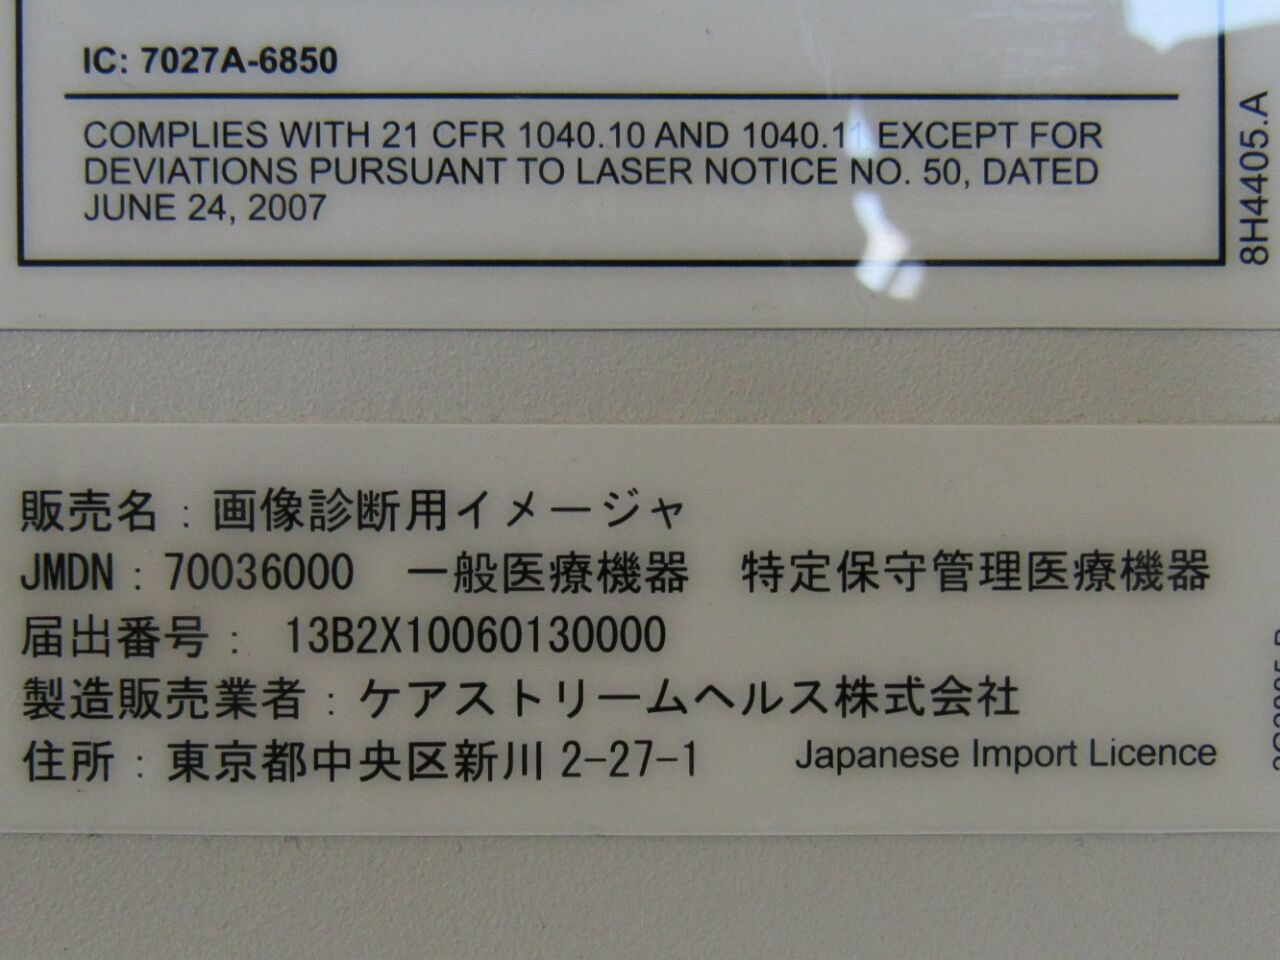 IC: 7027A-6850
COMPLIES WITH 21 CFR 1040.10 AND 1040.11 EXCEPT FOR
DEVIATIONS PURSUANT TO LASER NOTICE NO. 50, DATED
JUNE 24, 2007
8H4405.A
販売名：画像診断用イメージャ
JMDN：70036000　一般医療機器　特定保守管理医療機器
届出番号： 13B2X10060130000
製造販売業者：ケアストリームヘルス株式会社
住所：東京都中央区新川 2-27-1
Japanese Import Licence